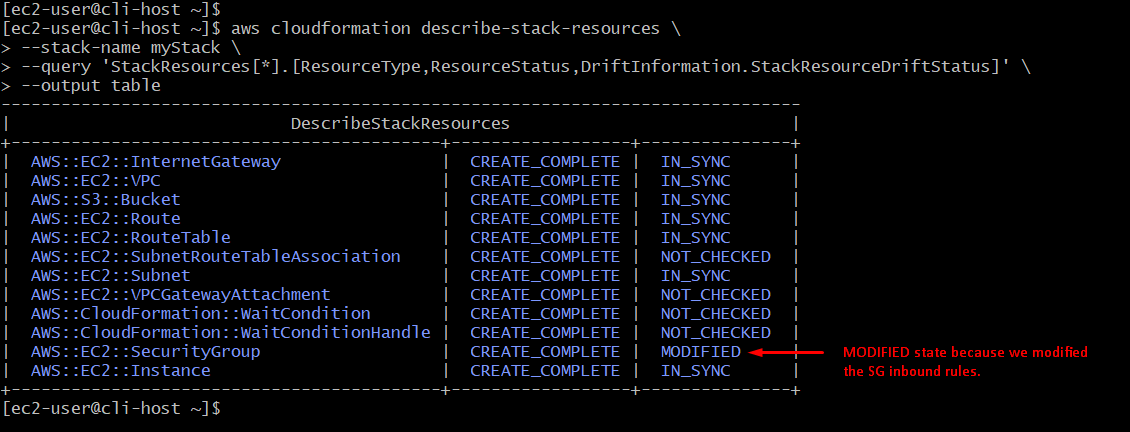 [ec2-user@cli-host ~]$
[ec2-user@cli-host ~]$ aws cloudformation describe-stack-resources \
> --stack-name myStack \
> --query 'StackResources[*].[ResourceType,ResourceStatus,DriftInformation.StackResourceDriftStatus]' \
> --output table
--------------------------------------------------------------------------------
| DescribeStackResources |
+-------------------------------------------+------------------+---------------+
| AWS::EC2::InternetGateway | CREATE_COMPLETE | IN_SYNC |
| AWS::EC2::VPC | CREATE_COMPLETE | IN_SYNC |
| AWS::S3::Bucket | CREATE_COMPLETE | IN_SYNC |
| AWS::EC2::Route | CREATE_COMPLETE | IN_SYNC |
| AWS::EC2::RouteTable | CREATE_COMPLETE | IN_SYNC |
| AWS::EC2::SubnetRouteTableAssociation | CREATE_COMPLETE | NOT_CHECKED |
| AWS::EC2::Subnet | CREATE_COMPLETE | IN_SYNC |
| AWS::EC2::VPCGatewayAttachment | CREATE_COMPLETE | NOT_CHECKED |
| AWS::CloudFormation::WaitCondition | CREATE_COMPLETE | NOT_CHECKED |
| AWS::CloudFormation::WaitConditionHandle | CREATE_COMPLETE | NOT_CHECKED |
| AWS::EC2::SecurityGroup | CREATE_COMPLETE | MODIFIED |
MODIFIED state because we modified
the SG inbound rules.
| AWS::EC2::Instance | CREATE_COMPLETE | IN_SYNC |
+-------------------------------------------+------------------+---------------+
[ec2-user@cli-host ~]$